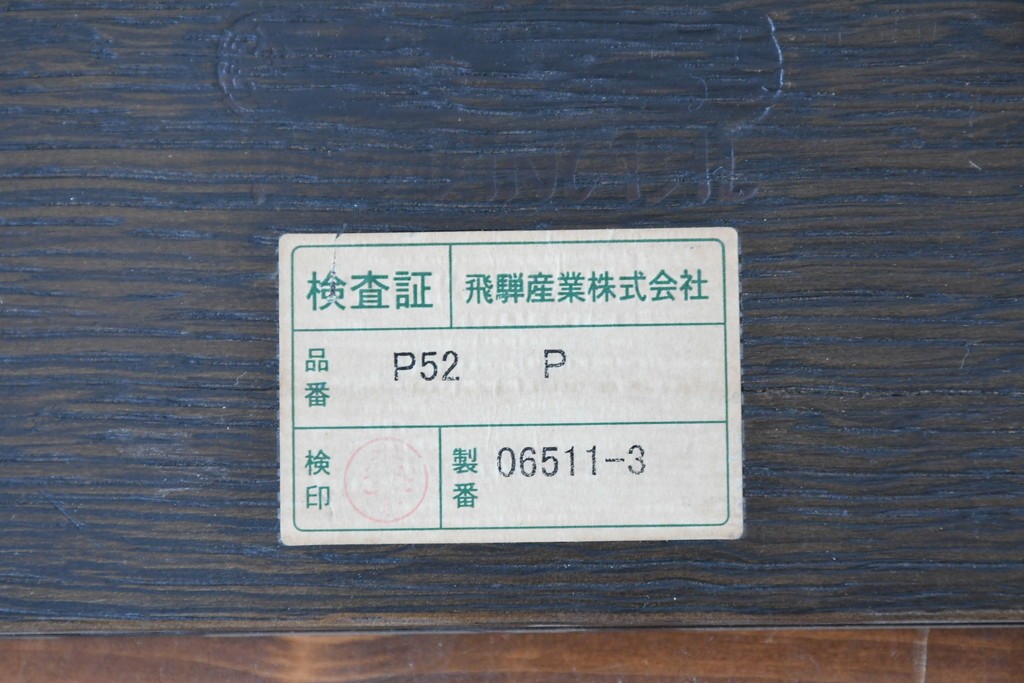 検査証 飛騨産業株式会社
品番 P52 P
検印 製番 06511-3